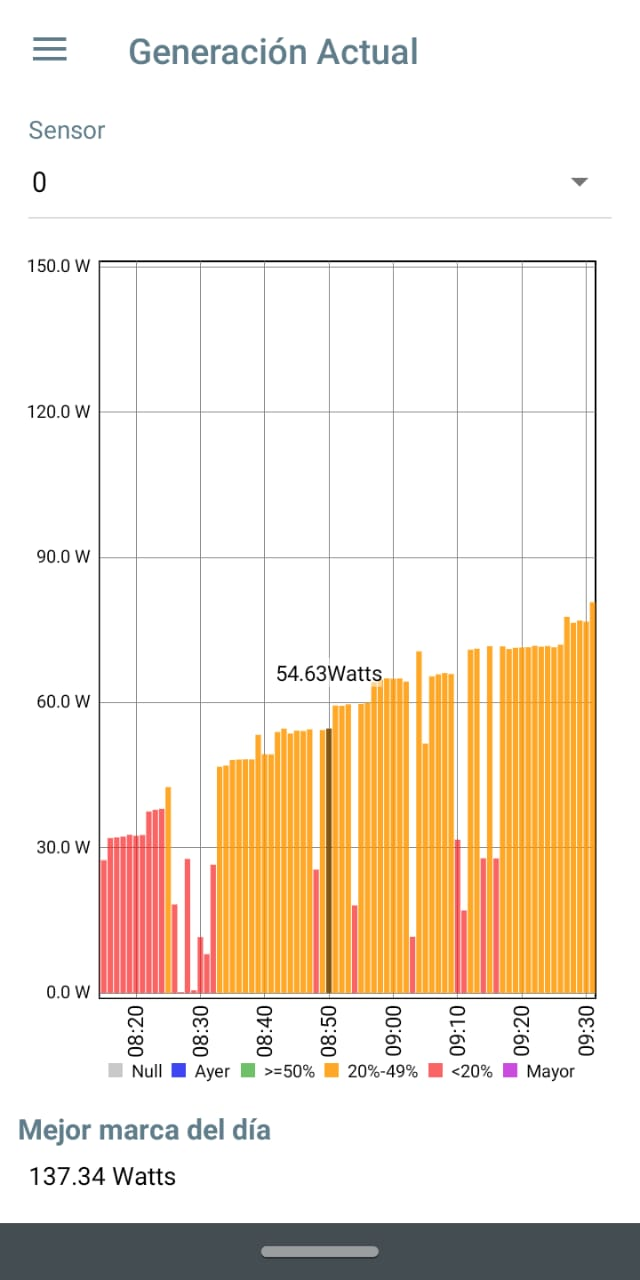 Generación Actual
Sensor
0
150.0 W
120.0 W
90.0 W
54.63Watts
60.0 W
30.0 W
0.0 W
08:20 08:30 08:40 08:50 09:00 09:10 09:20 09:30
Null Ayer >=50% 20%-49% <20% Mayor
Mejor marca del día
137.34 Watts